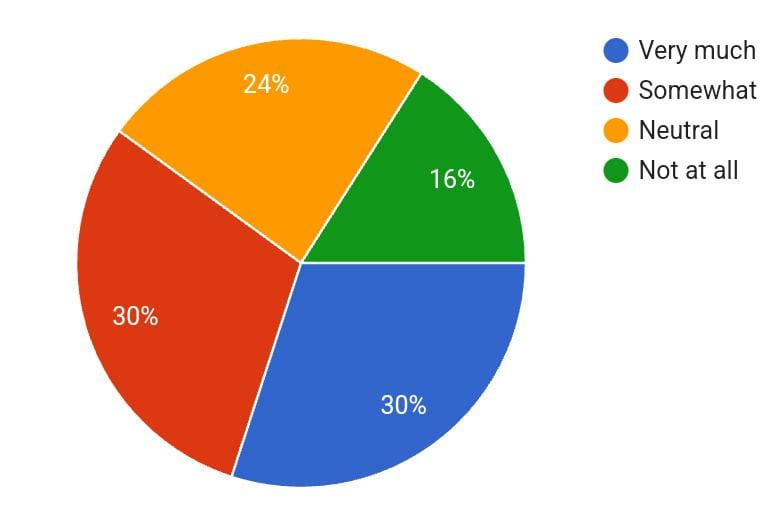 24%
16%
30%
30%
Very much
Somewhat
Neutral
Not at all